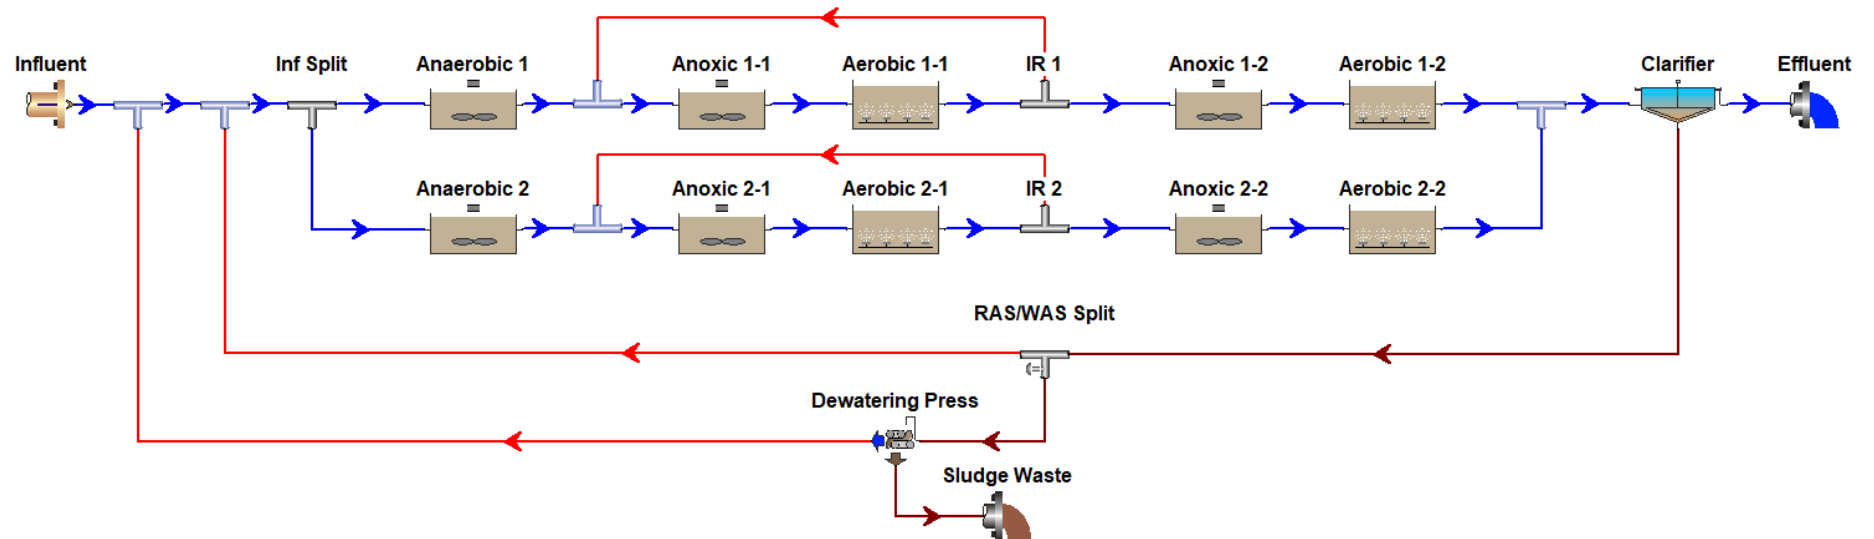 Influent
Inf Split
Anaerobic 1
Anoxic 1-1
Aerobic 1-1
IR 1
Anoxic 1-2
Aerobic 1-2
Clarifier
Effluent
Anaerobic 2
Anoxic 2-1
Aerobic 2-1
IR 2
Anoxic 2-2
Aerobic 2-2
RAS/WAS Split
Dewatering Press
Sludge Waste